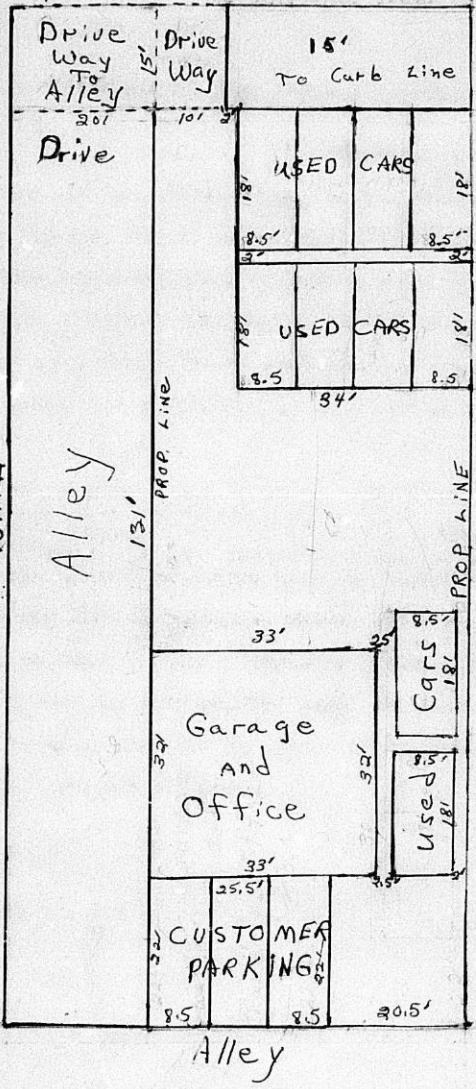 Drive
Way
To
Alley
15'
Drive
Way
15'
To Curb Line
20'
10'
2'
Drive
USED CARS
18'
18'
8.5'
8.5'
2'
2'
USED CARS
18'
18'
8.5
8.5'
34'
PROP. LINE
Alley
131'
PROP LINE
33'
8.5'
Cars
18'
Garage
And
Office
32'
32'
8.5'
Used
18'
33'
25.5'
2.5'
CUSTOMER
PARKING
32
8.5
8.5
20.5'
Alley